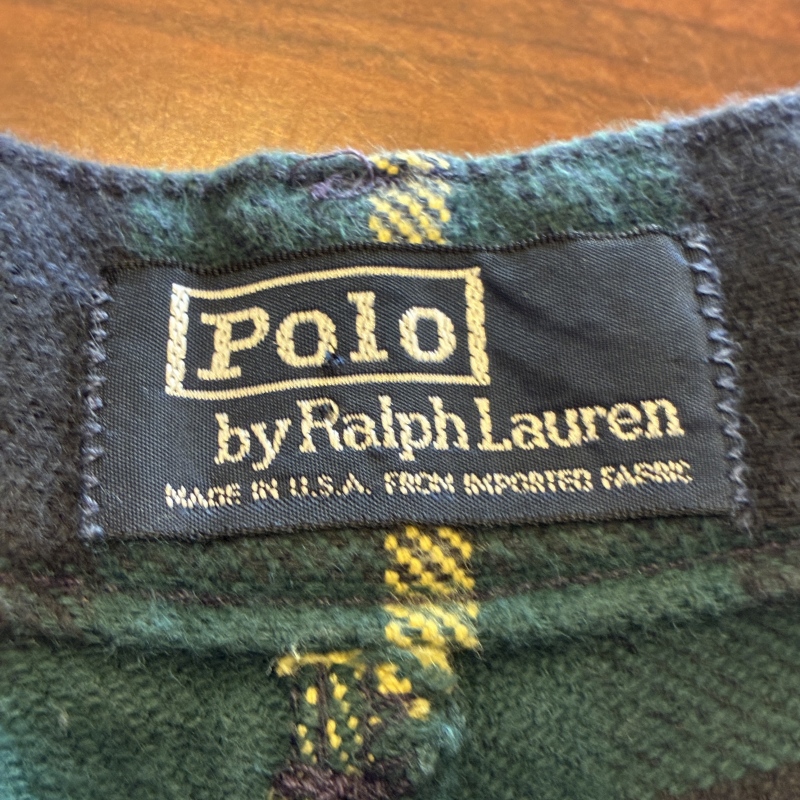 Polo
by Ralph Lauren
MADE IN U.S.A. FROM IMPORTED FABRIC